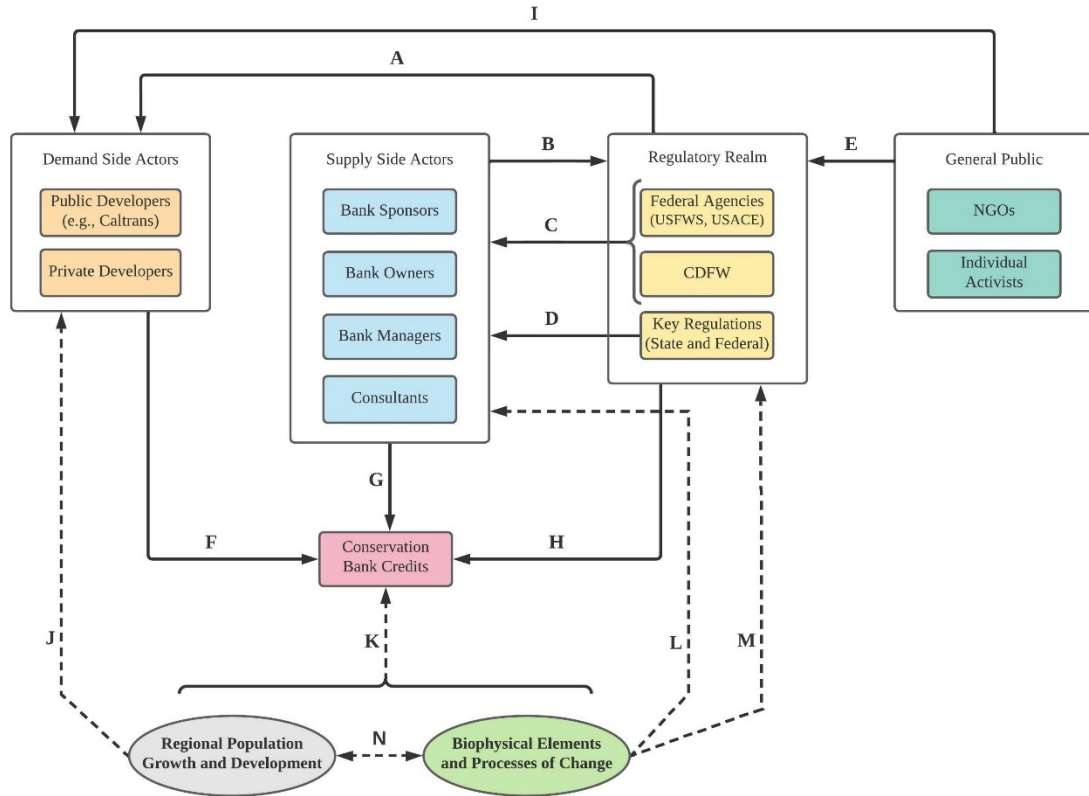 I
A
Demand Side Actors
Public Developers
(e.g., Caltrans)
Private Developers
Supply Side Actors
Bank Sponsors
Bank Owners
Bank Managers
Consultants
B
C
D
Regulatory Realm
Federal Agencies
(USFWS, USACE)
CDFW
Key Regulations
(State and Federal)
E
General Public
NGOs
Individual
Activists
G
F
Conservation
Bank Credits
H
J
K
L
M
Regional Population
Growth and Development
N
Biophysical Elements
and Processes of Change